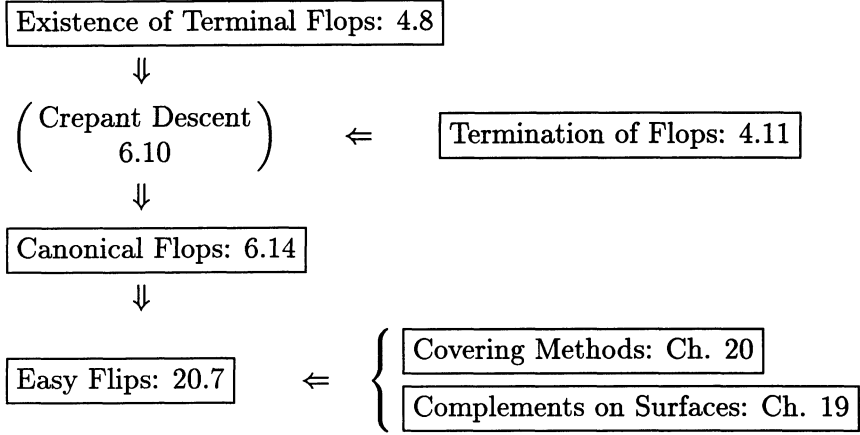 Existence of Terminal Flops: 4.8
⇓
( Crepant Descent 6.10 ) ⇐ Termination of Flops: 4.11
⇓
Canonical Flops: 6.14
⇓
Easy Flips: 20.7 ⇐ { Covering Methods: Ch. 20
Complements on Surfaces: Ch. 19